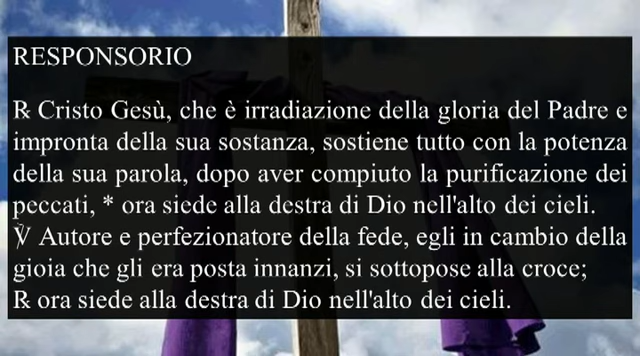 RESPONSORIO
℟ Cristo Gesù, che è irradiazione della gloria del Padre e
impronta della sua sostanza, sostiene tutto con la potenza
della sua parola, dopo aver compiuto la purificazione dei
peccati, * ora siede alla destra di Dio nell'alto dei cieli.
℣ Autore e perfezionatore della fede, egli in cambio della
gioia che gli era posta innanzi, si sottopose alla croce;
℟ ora siede alla destra di Dio nell'alto dei cieli.